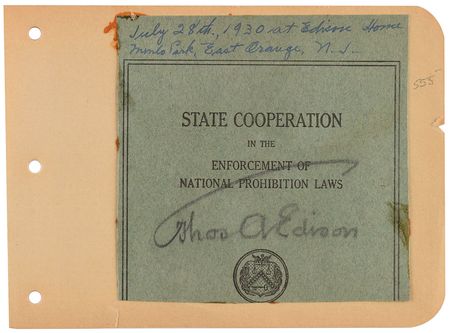 July 28th, 1930 at Edison Home
Menlo Park, East Orange, N. J.
555
STATE COOPERATION
IN THE
ENFORCEMENT OF
NATIONAL PROHIBITION LAWS
Thos A Edison